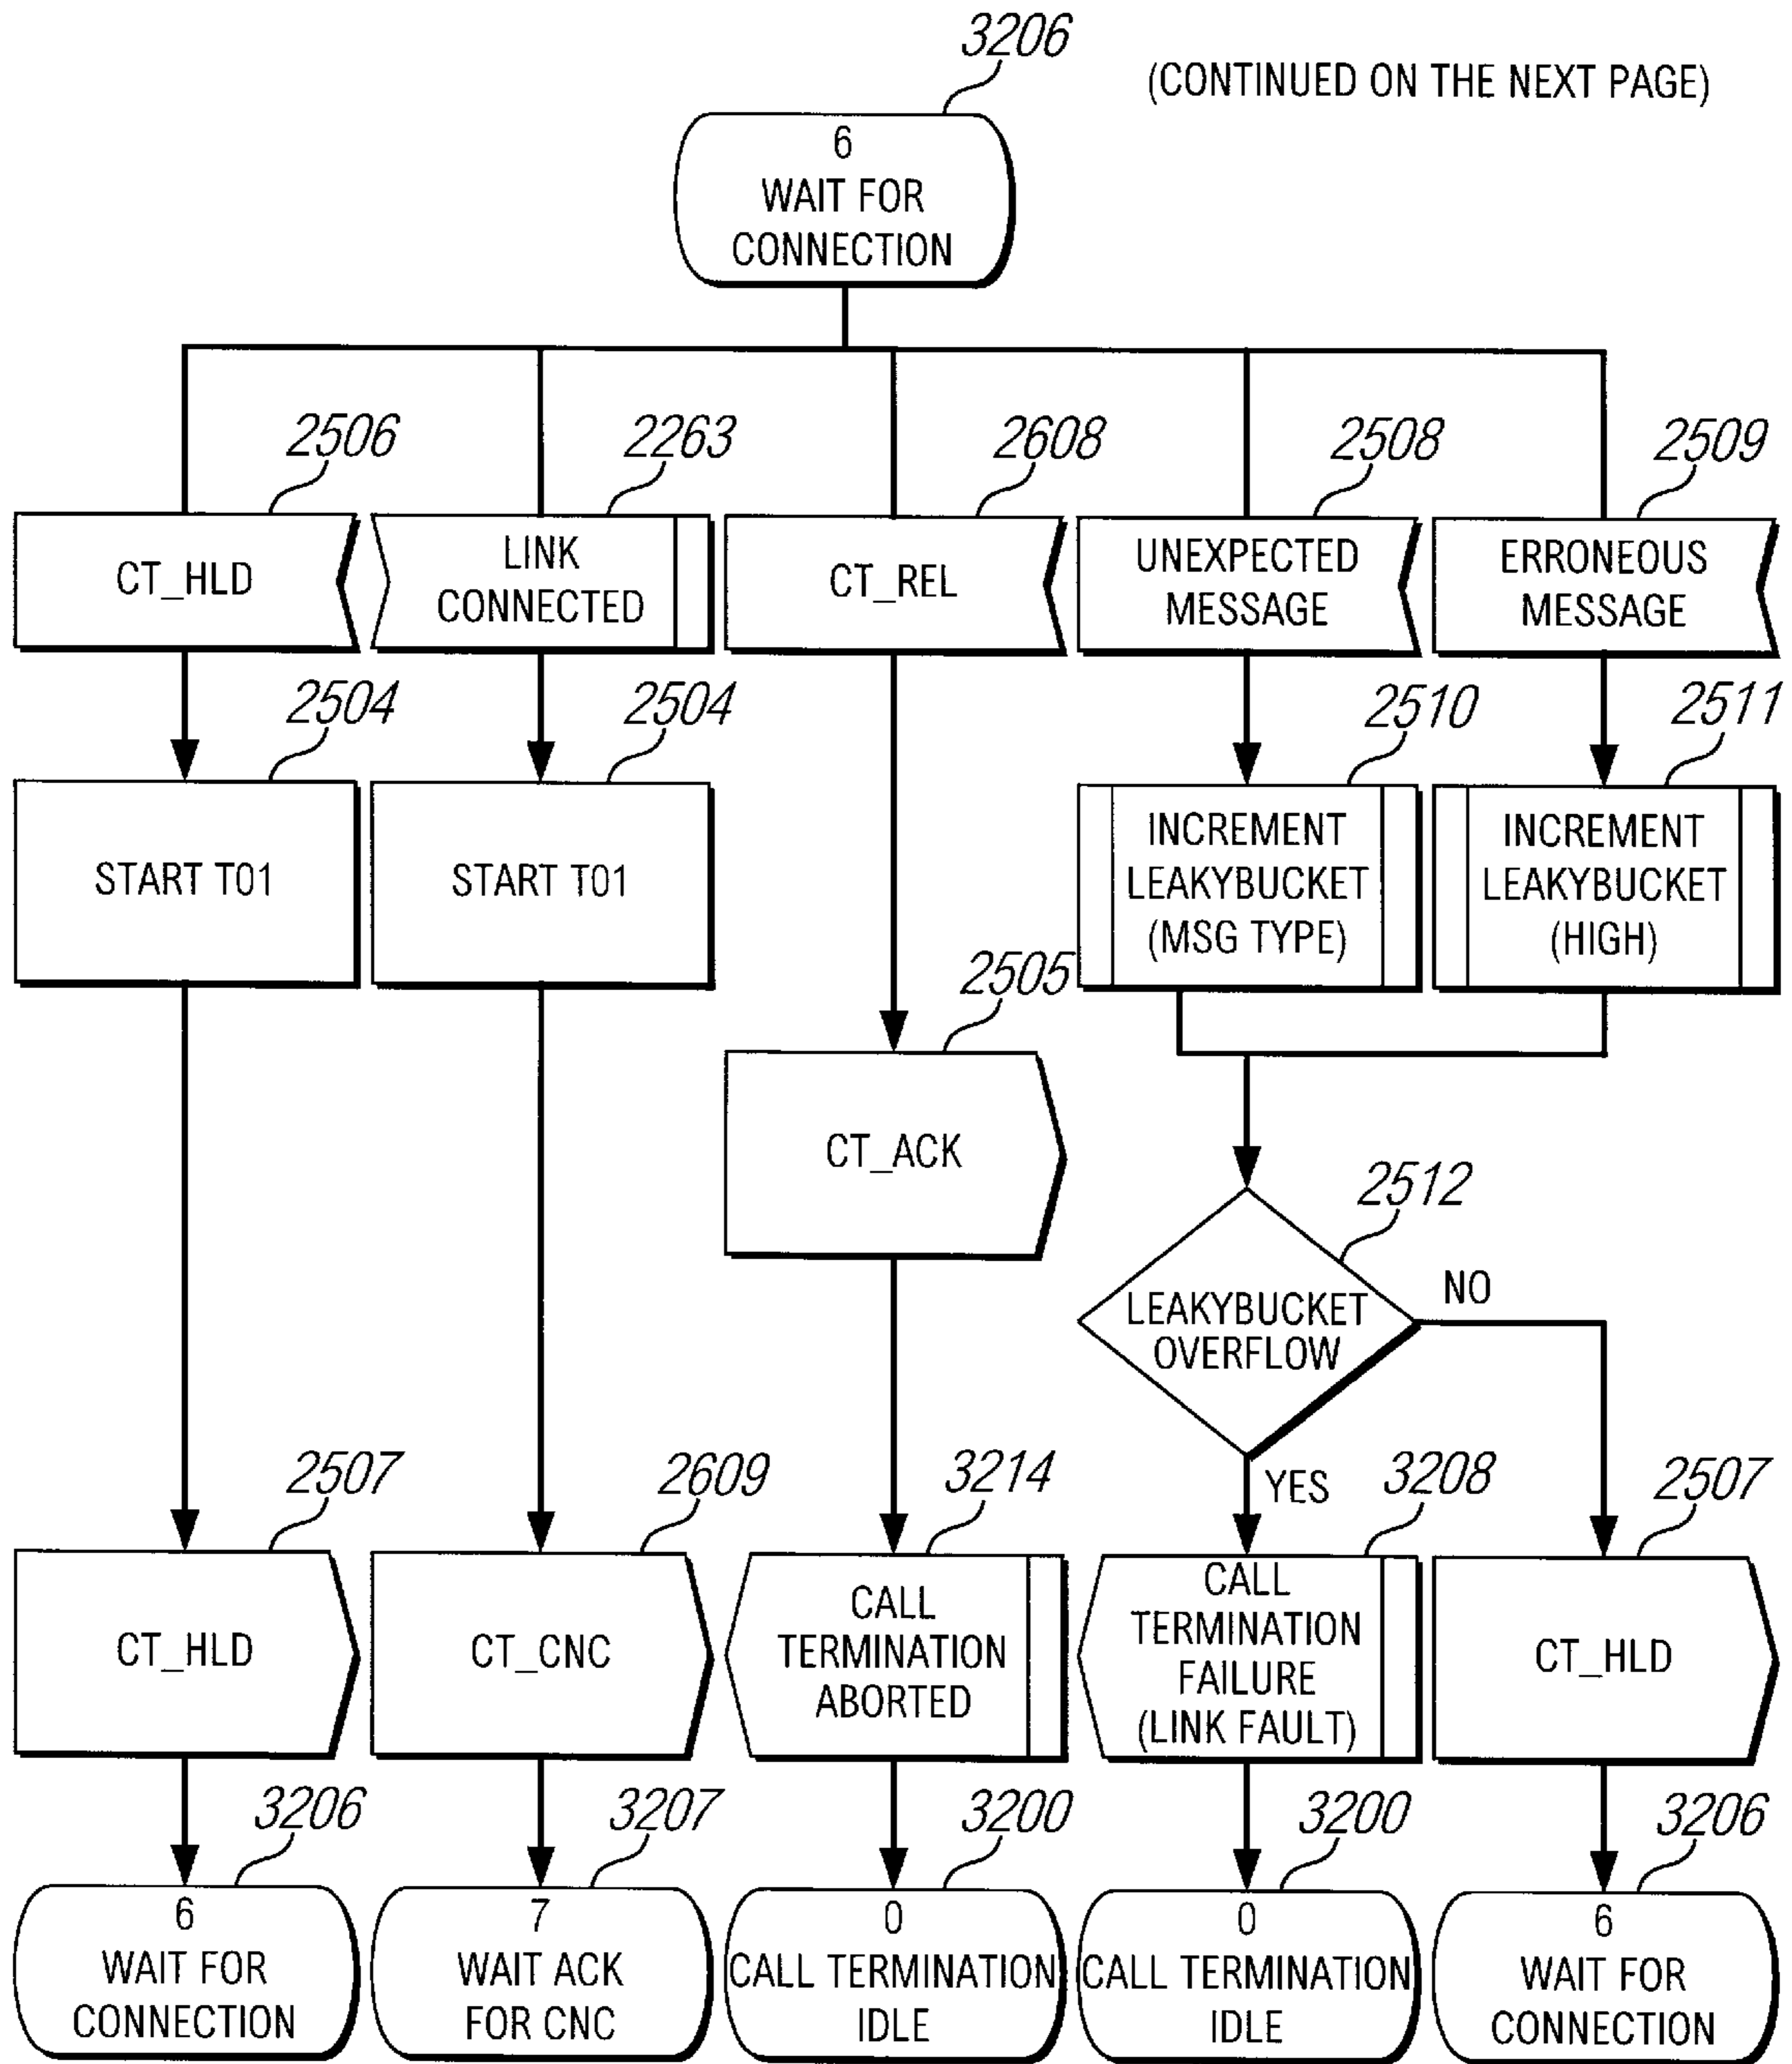 3206
(CONTINUED ON THE NEXT PAGE)
6
WAIT FOR
CONNECTION
2506
2263
2608
2508
2509
CT_HLD
LINK
CONNECTED
CT_REL
UNEXPECTED
MESSAGE
ERRONEOUS
MESSAGE
2504
2504
2510
2511
START T01
START T01
INCREMENT
LEAKYBUCKET
(MSG TYPE)
INCREMENT
LEAKYBUCKET
(HIGH)
2505
CT_ACK
2512
LEAKYBUCKET
OVERFLOW
NO
YES
2507
2609
3214
3208
2507
CT_HLD
CT_CNC
CALL
TERMINATION
ABORTED
CALL
TERMINATION
FAILURE
(LINK FAULT)
CT_HLD
3206
3207
3200
3200
3206
6
WAIT FOR
CONNECTION
7
WAIT ACK
FOR CNC
0
CALL TERMINATION
IDLE
0
CALL TERMINATION
IDLE
6
WAIT FOR
CONNECTION